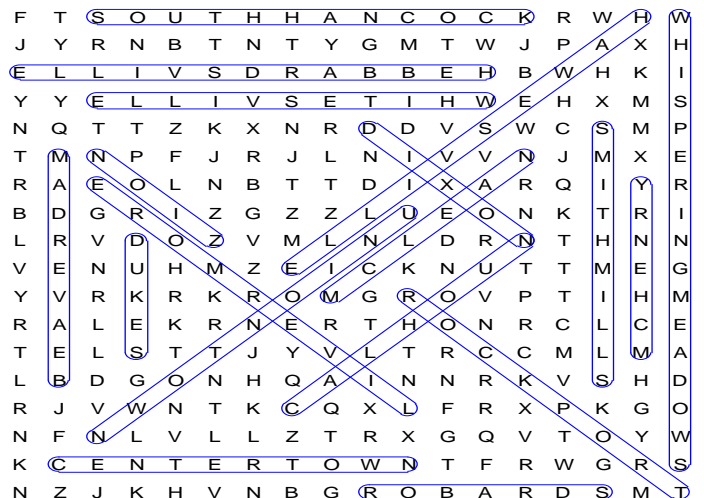 F T S O U T H H A N C O C K R W H W
J Y R N B T N T Y G M T W J P A X H
E L L I V S D R A B B E H B W H K I
Y Y E L L I V S E T I H W E H X M S
N Q T T Z K X N R D D V S W C S M P
T M N P F J R J L N I V V N J M X E
R A E O L N B T T D I X A R Q I Y R
B D G R I Z G Z Z L U E O N K T R I
L R V D O Z V M L N L D R N T H N N
V E N U H M Z E I C K N U T T M E G
Y V R K R K R O M G R O V P T I H M
R A L E K R N E R T H O N R C L C E
T E L S T T J Y V L T R C C M L M A
L B D G O N H Q A I N N R K V S H D
R J V W N T K C Q X L F R X P K G O
N F N L V L L Z T R X G Q V T O Y W
K C E N T E R T O W N T F R W G R S
N Z J K H V N B G R O B A R D S M T